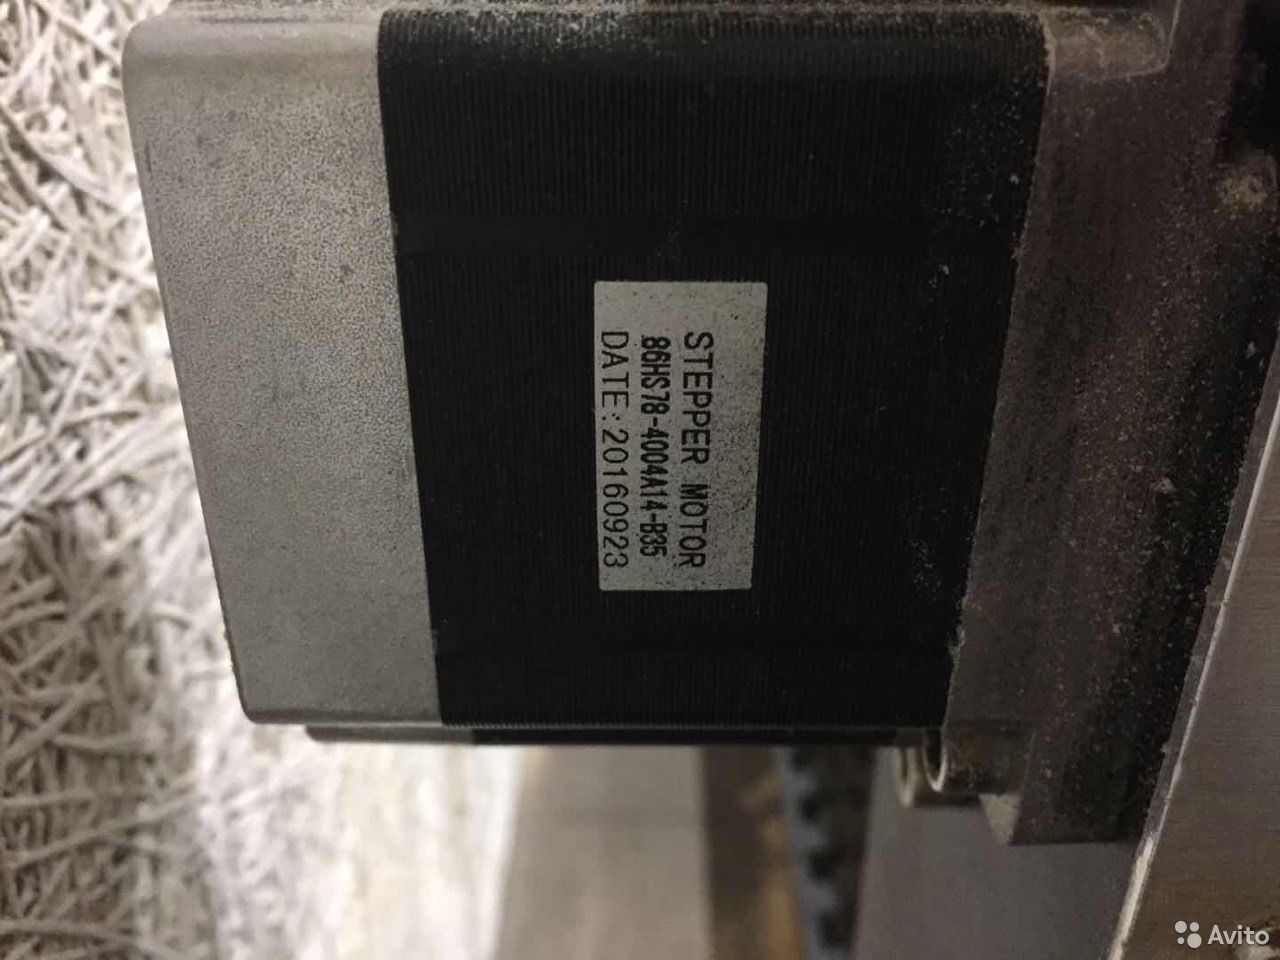 STEPPER MOTOR
86HS78-4004A14-B35
DATE:20160923
Avito